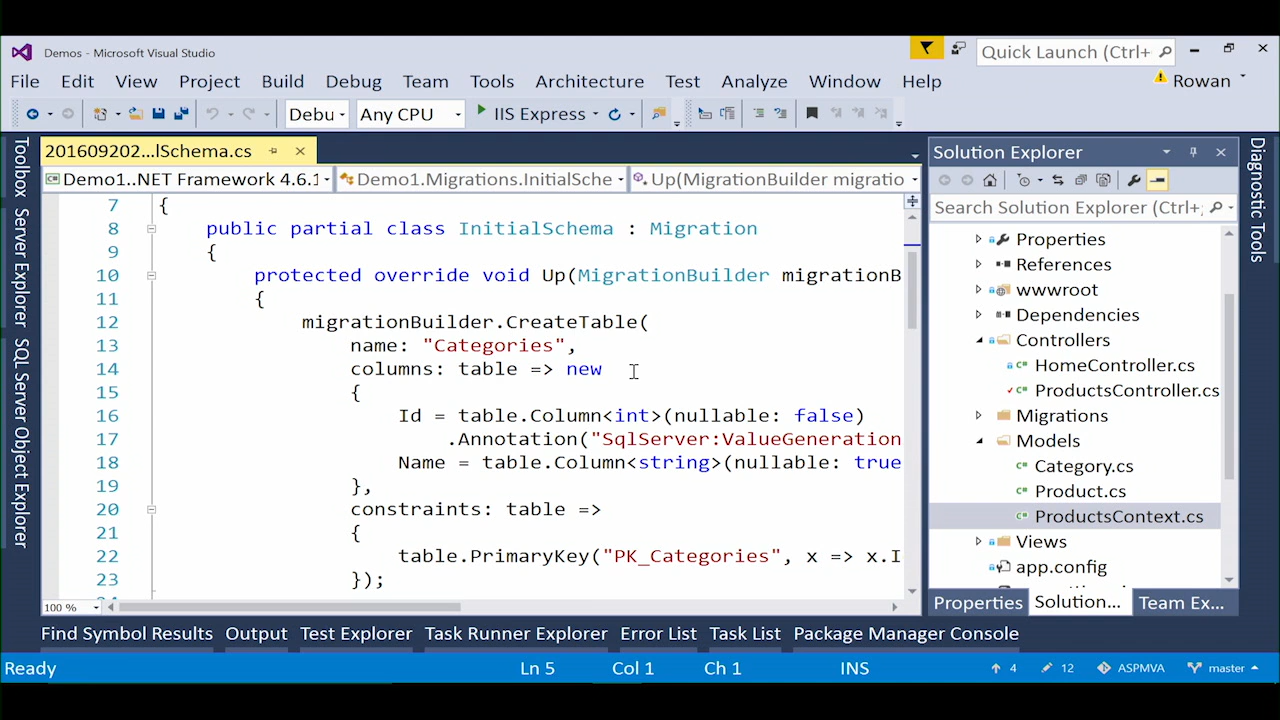 Demos - Microsoft Visual Studio
Quick Launch (Ctrl+
File Edit View Project Build Debug Team Tools Architecture Test Analyze Window Help
Rowan
Debu Any CPU IIS Express
201609202...lSchema.cs
Demo1..NET Framework 4.6.1 Demo1.Migrations.InitialSche Up(MigrationBuilder migratio
7 {
8 public partial class InitialSchema : Migration
9 {
10 protected override void Up(MigrationBuilder migrationB
11 {
12 migrationBuilder.CreateTable(
13 name: "Categories",
14 columns: table => new
15 {
16 Id = table.Column<int>(nullable: false)
17 .Annotation("SqlServer:ValueGeneration
18 Name = table.Column<string>(nullable: true
19 },
20 constraints: table =>
21 {
22 table.PrimaryKey("PK_Categories", x => x.I
23 });
100 %
Toolbox
Server Explorer
SQL Server Object Explorer
Solution Explorer
Search Solution Explorer (Ctrl+
Properties
References
wwwroot
Dependencies
Controllers
HomeController.cs
ProductsController.cs
Migrations
Models
Category.cs
Product.cs
ProductsContext.cs
Views
app.config
Properties Solution... Team Ex...
Diagnostic Tools
Find Symbol Results Output Test Explorer Task Runner Explorer Error List Task List Package Manager Console
Ready Ln 5 Col 1 Ch 1 INS 4 12 ASPMVA master